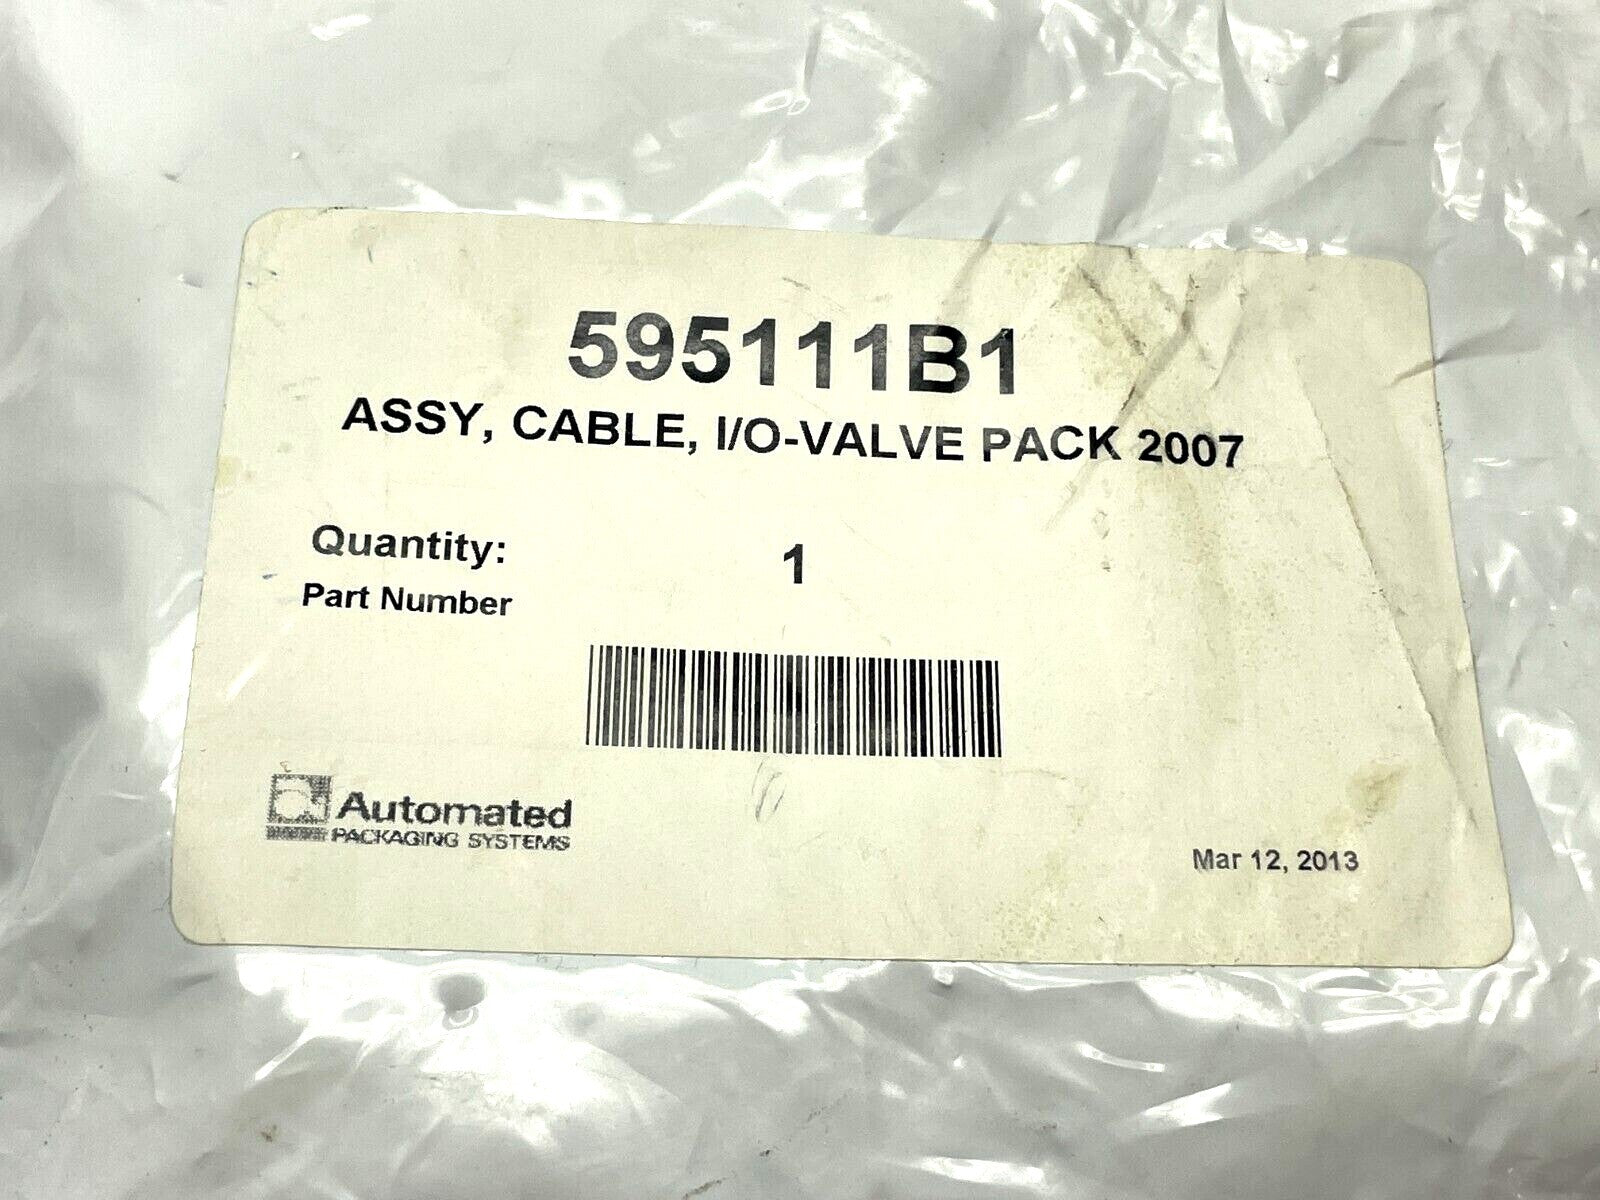 595111B1
ASSY, CABLE, I/O-VALVE PACK 2007
Quantity: 1
Part Number
Automated
PACKAGING SYSTEMS
Mar 12, 2013